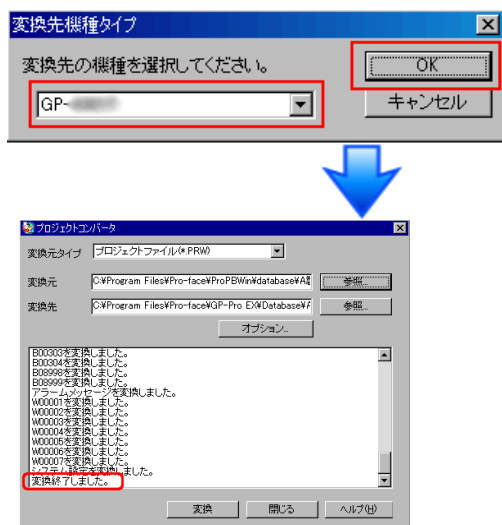 変換先機種タイプ
変換先の機種を選択してください。
OK
GP-
キャンセル
プロジェクトコンバータ
変換元タイプ プロジェクトファイル(*.PRW)
変換元 C:¥Program Files¥Pro-face¥ProPBWin¥database¥ 参照...
変換先 C:¥Program Files¥Pro-face¥GP-Pro EX¥Database¥ 参照...
オプション...
B00303を変換しました。
B00304を変換しました。
B08998を変換しました。
B08999を変換しました。
アラームメッセージを変換しました。
W00001を変換しました。
W00002を変換しました。
W00003を変換しました。
W00004を変換しました。
W00005を変換しました。
W00006を変換しました。
W00007を変換しました。
システム設定を変換しました。
変換終了しました。
変換 閉じる ヘルプ(H)